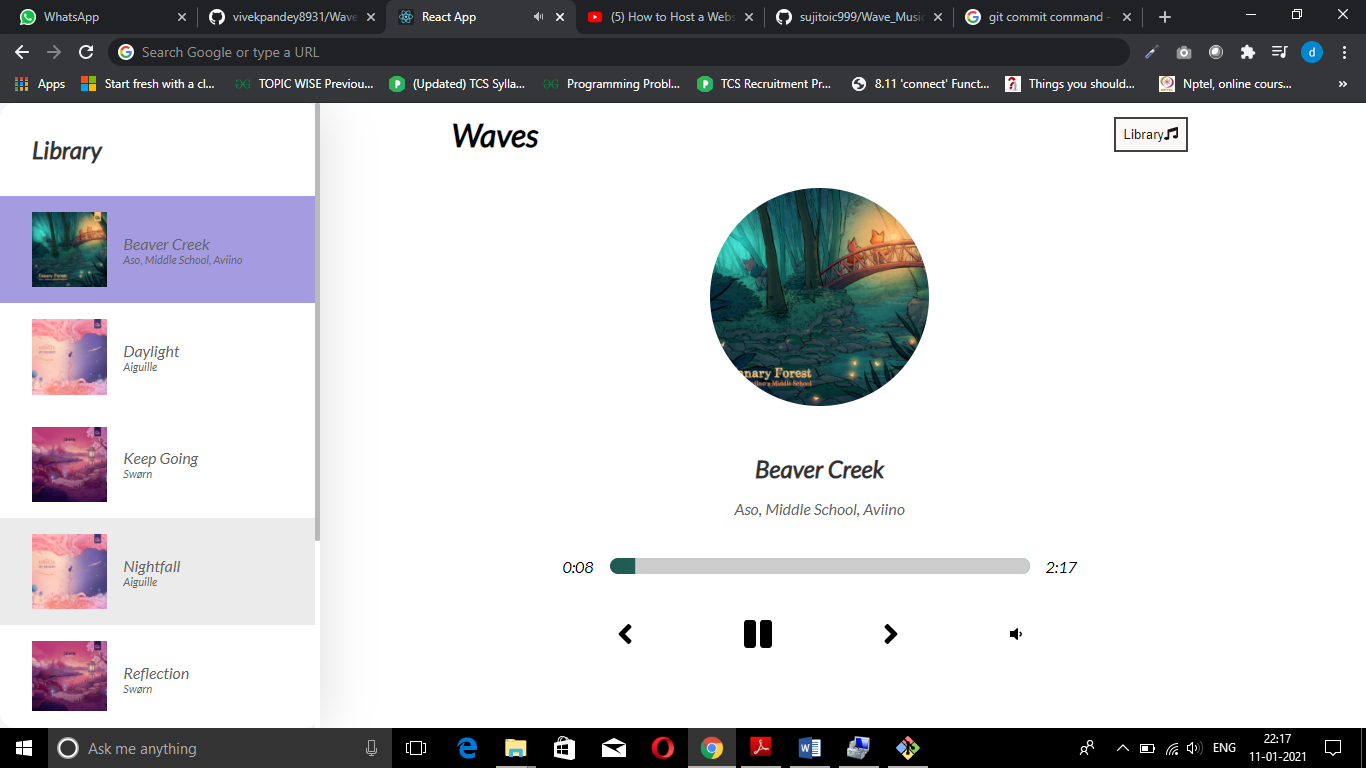 WhatsApp
vivekpandey8931/Wave
React App
(5) How to Host a Webs
sujitoic999/Wave_Music
git commit command -
Search Google or type a URL
d
Apps
Start fresh with a cl...
TOPIC WISE Previou...
(Updated) TCS Sylla...
Programming Probl...
TCS Recruitment Pr...
8.11 'connect' Funct...
Things you should...
Nptel, online cours...
Library
Waves
Library
Beaver Creek
Aso, Middle School, Aviino
Daylight
Aiguille
Keep Going
Swørn
Nightfall
Aiguille
Reflection
Swørn
nary Forest
Middle School
Beaver Creek
Aso, Middle School, Aviino
0:08
2:17
Ask me anything
ENG
22:17
11-01-2021